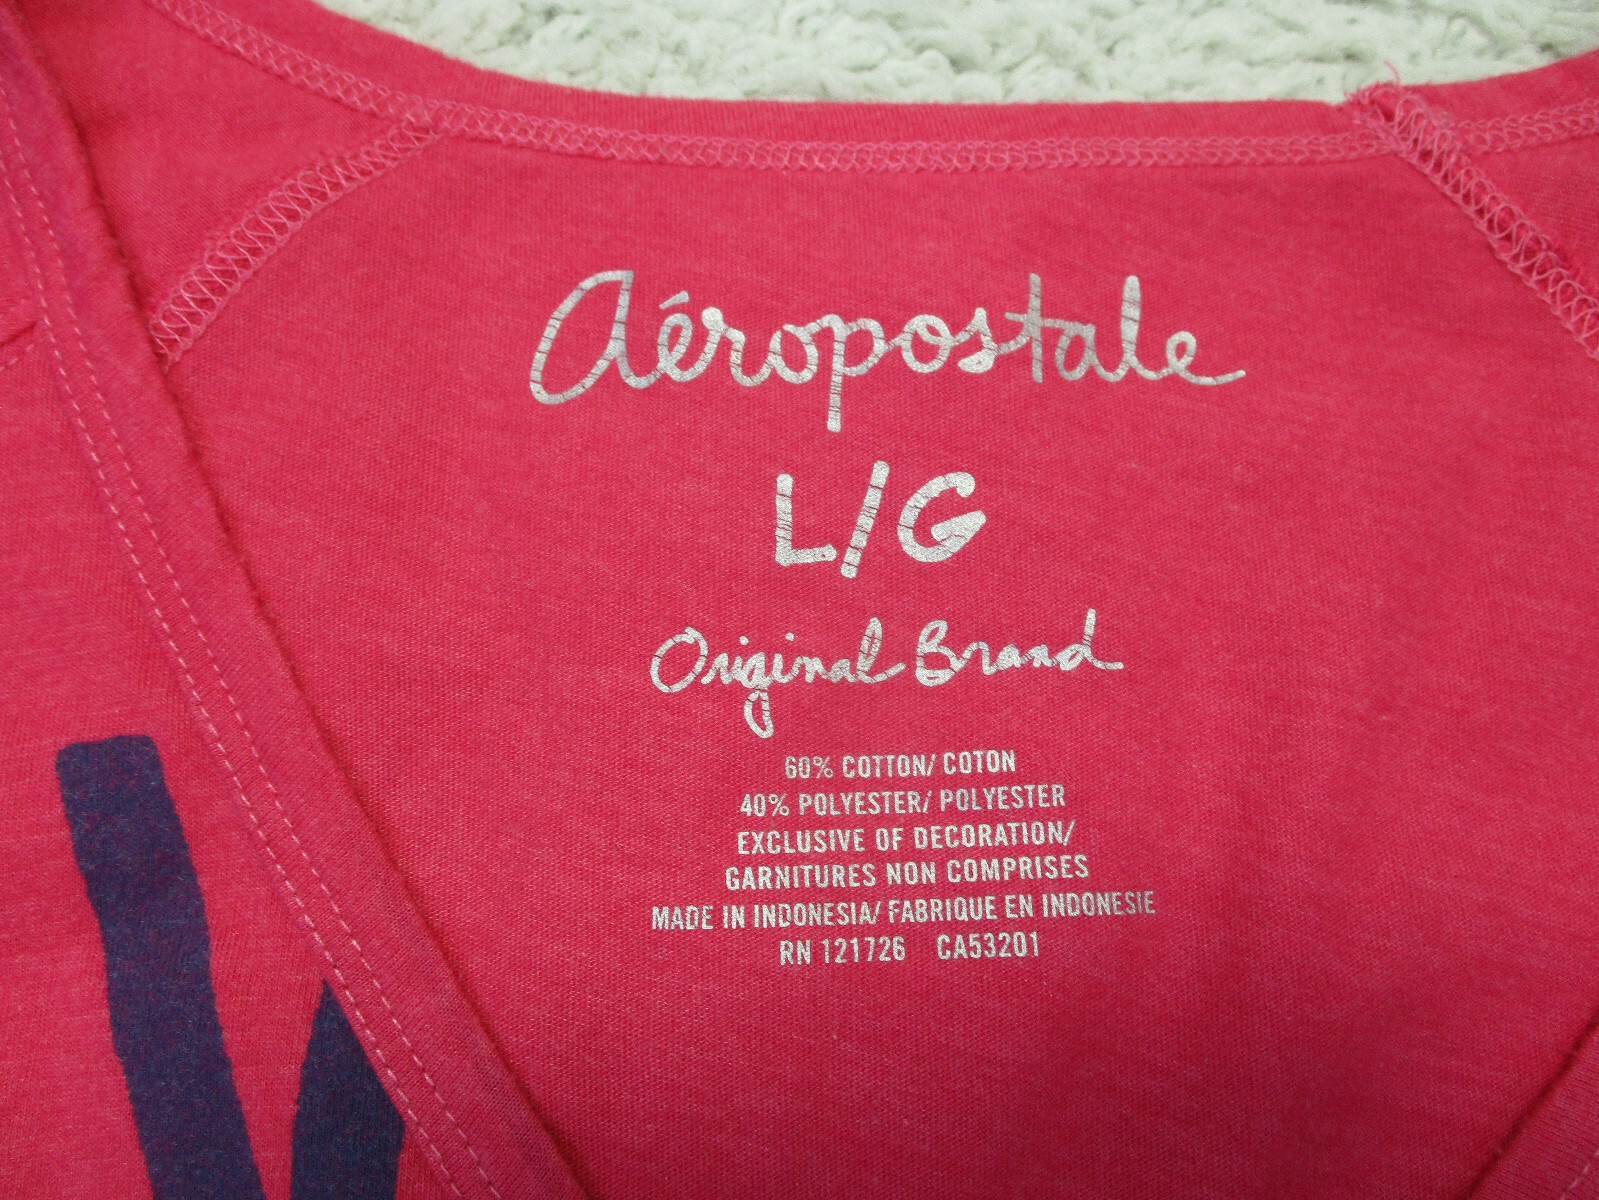 aéropostale
L/G
Original Brand
60% COTTON/ COTON
40% POLYESTER/ POLYESTER
EXCLUSIVE OF DECORATION/
GARNITURES NON COMPRISES
MADE IN INDONESIA/ FABRIQUE EN INDONESIE
RN 121726 CA53201